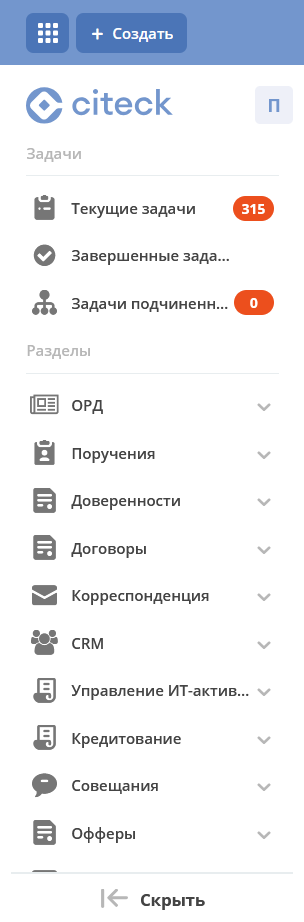 Создать
citeck
П
Задачи
Текущие задачи 315
Завершенные зада...
Задачи подчиненн... 0
Разделы
ОРД
Поручения
Доверенности
Договоры
Корреспонденция
CRM
Управление ИТ-актив...
Кредитование
Совещания
Офферы
Скрыть